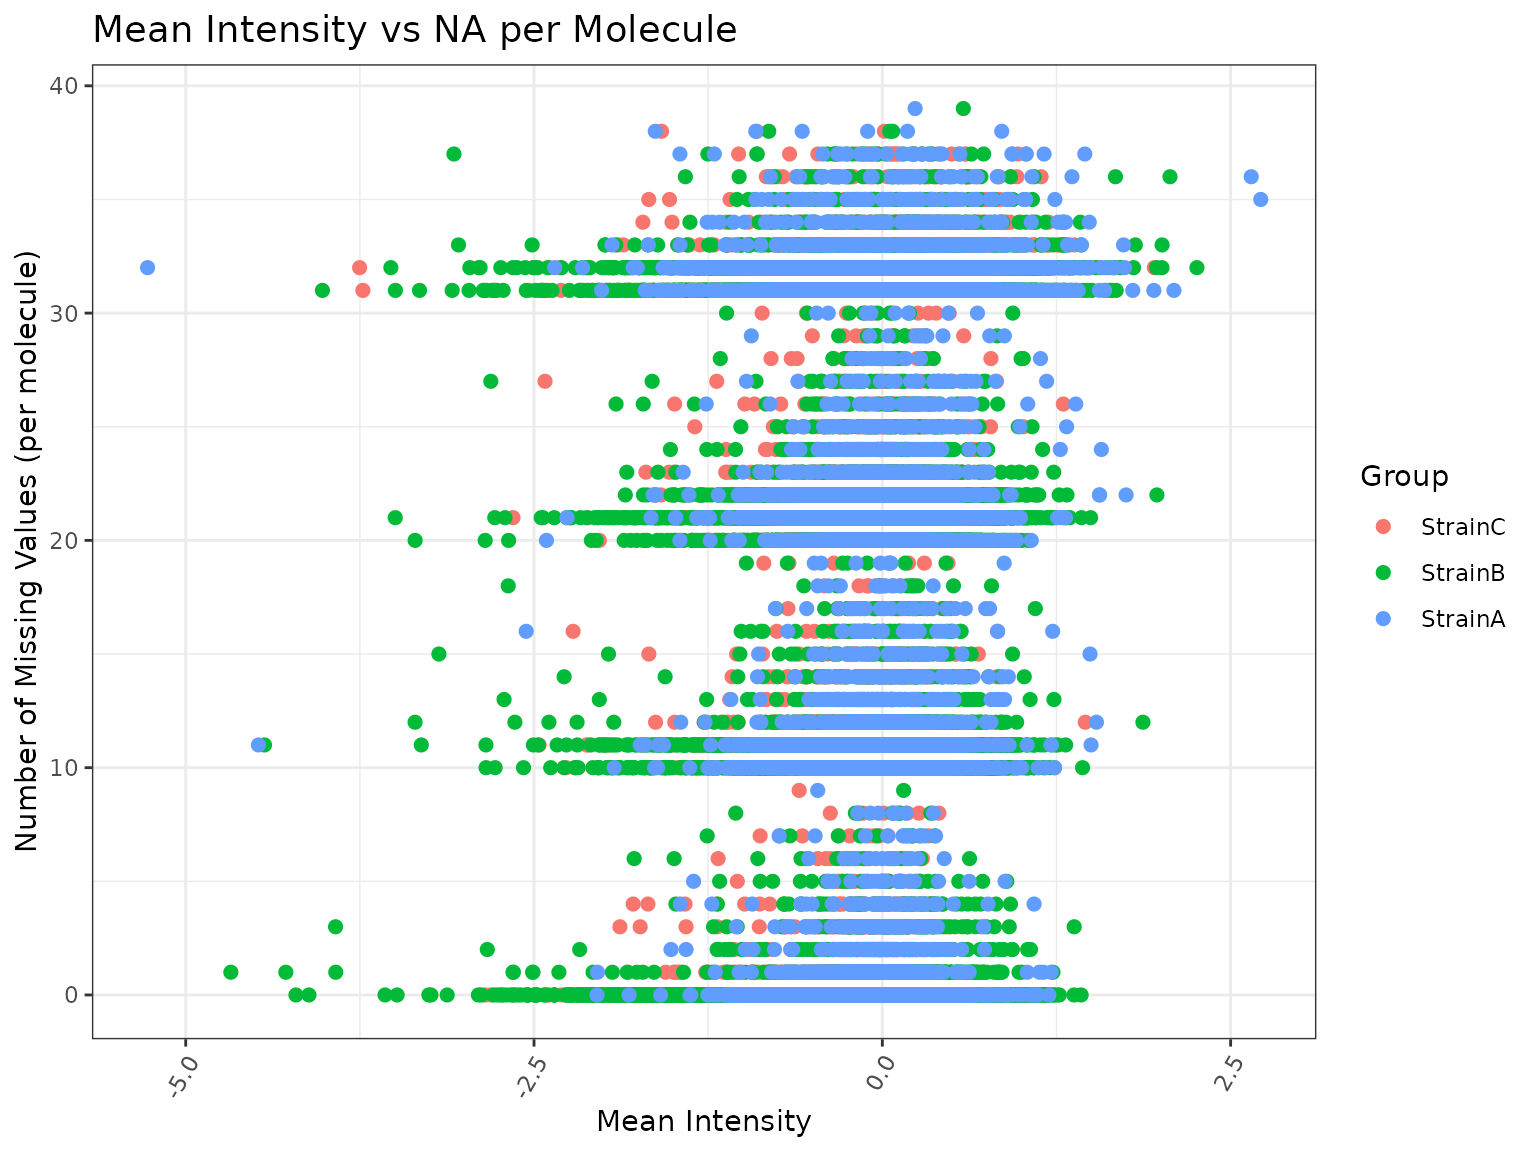 Mean Intensity vs NA per Molecule
Number of Missing Values (per molecule)
40
30
20
10
0
-5.0
-2.5
0.0
2.5
Mean Intensity
Group
StrainC
StrainB
StrainA